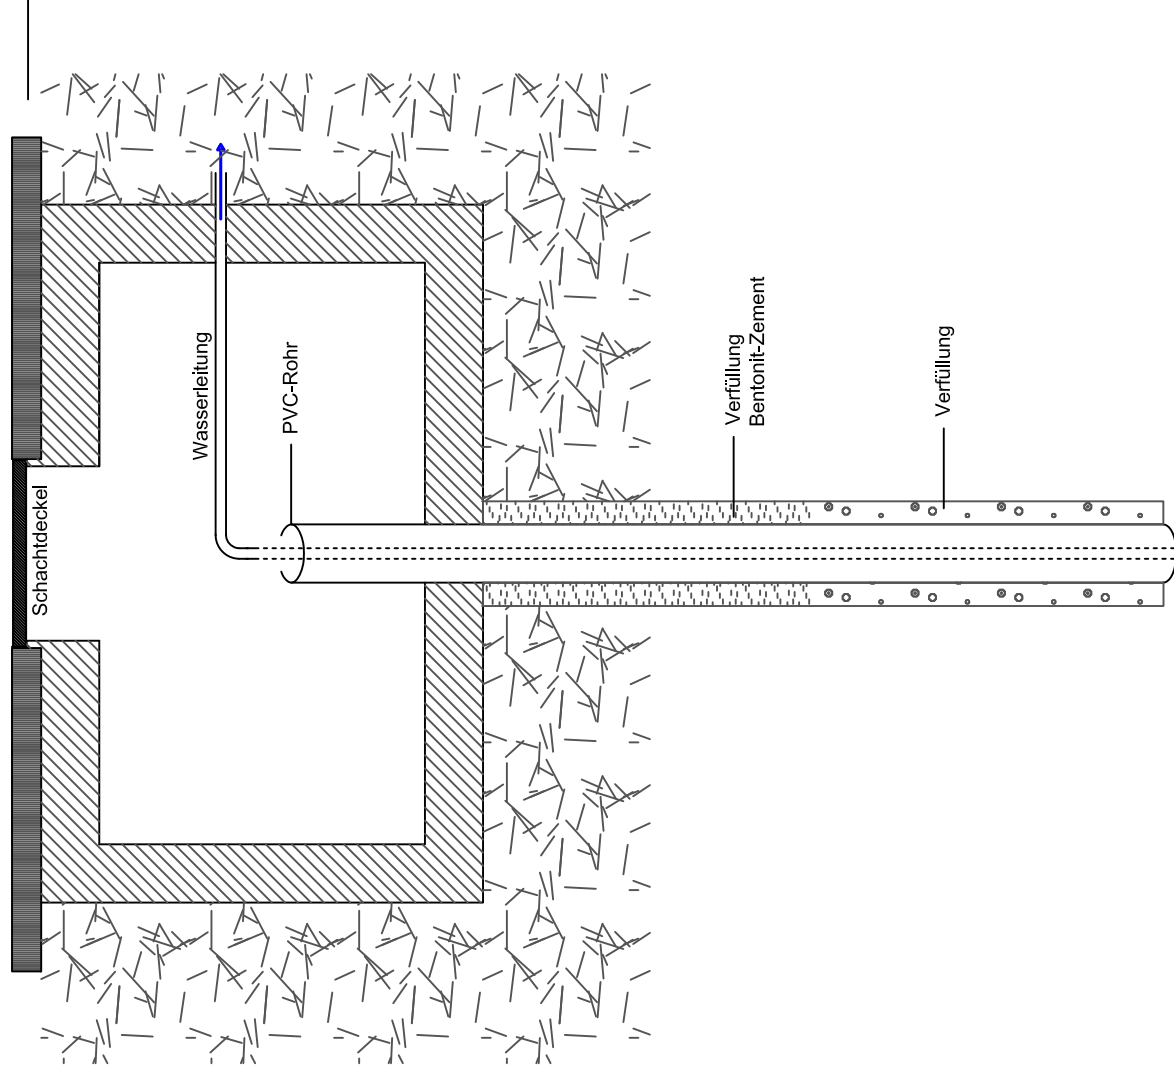 Schachtdeckel
Wasserleitung
PVC-Rohr
Verfüllung
Bentonit-Zement
Verfüllung